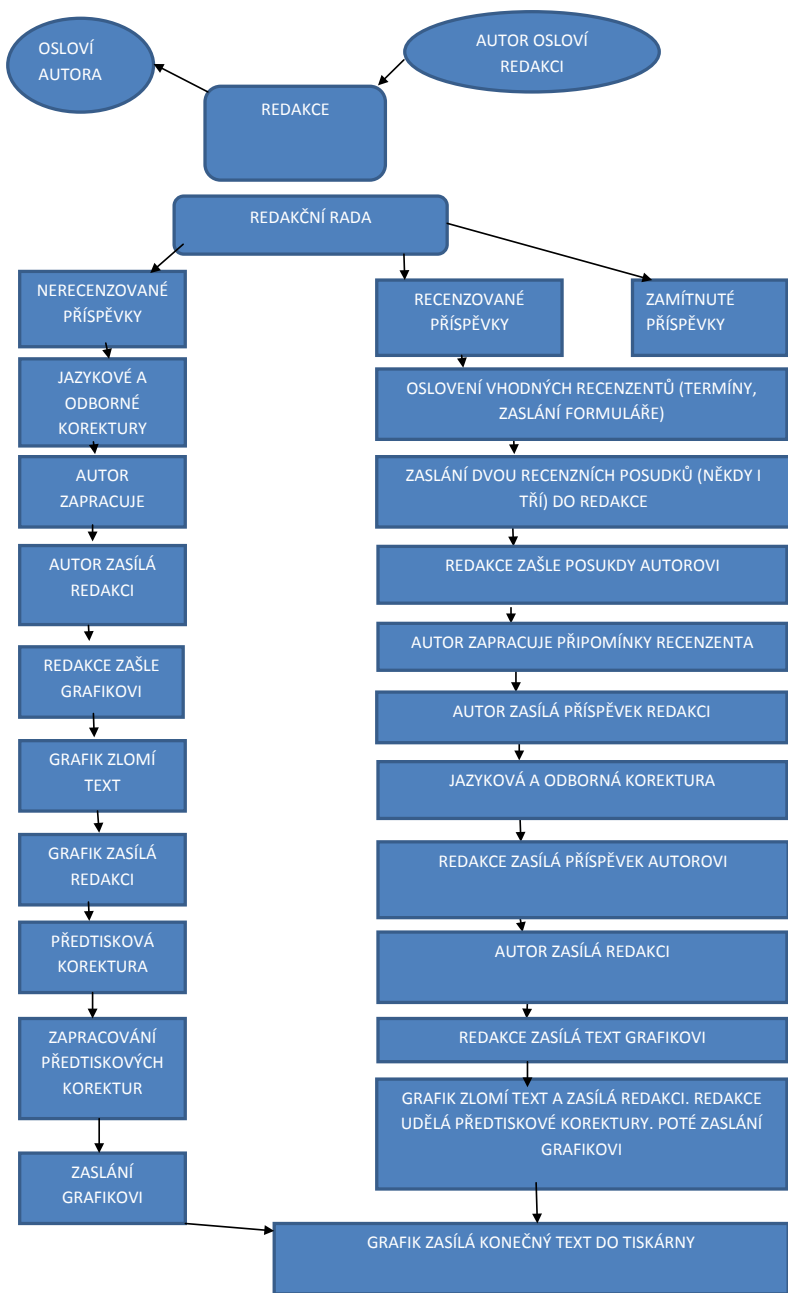 OSLOVÍ
AUTORA
AUTOR OSLOVÍ
REDAKCI
REDAKCE
REDAKČNÍ RADA
NERECENZOVANÉ
PŘÍSPĚVKY
RECENZOVANÉ
PŘÍSPĚVKY
ZAMÍTNUTÉ
PŘÍSPĚVKY
JAZYKOVÉ A
ODBORNÉ
KOREKTURY
AUTOR
ZAPRACUJE
AUTOR ZASÍLÁ
REDAKCI
REDAKCE ZAŠLE
GRAFIKOVI
GRAFIK ZLOMÍ
TEXT
GRAFIK ZASÍLÁ
REDAKCI
PŘEDTISKOVÁ
KOREKTURA
ZAPRACOVÁNÍ
PŘEDTISKOVÝCH
KOREKTUR
ZASLÁNÍ
GRAFIKOVI
OSLOVENÍ VHODNÝCH RECENZENTŮ (TERMÍNY,
ZASLÁNÍ FORMULÁŘE)
ZASLÁNÍ DVOU RECENZNÍCH POSUDKŮ (NĚKDY I
TŘÍ) DO REDAKCE
REDAKCE ZAŠLE POSUKDY AUTOROVI
AUTOR ZAPRACUJE PŘIPOMÍNKY RECENZENTA
AUTOR ZASÍLÁ PŘÍSPĚVEK REDAKCI
JAZYKOVÁ A ODBORNÁ KOREKTURA
REDAKCE ZASÍLÁ PŘÍSPĚVEK AUTOROVI
AUTOR ZASÍLÁ REDAKCI
REDAKCE ZASÍLÁ TEXT GRAFIKOVI
GRAFIK ZLOMÍ TEXT A ZASÍLÁ REDAKCI. REDAKCE
UDĚLÁ PŘEDTISKOVÉ KOREKTURY. POTÉ ZASLÁNÍ
GRAFIKOVI
GRAFIK ZASÍLÁ KONEČNÝ TEXT DO TISKÁRNY